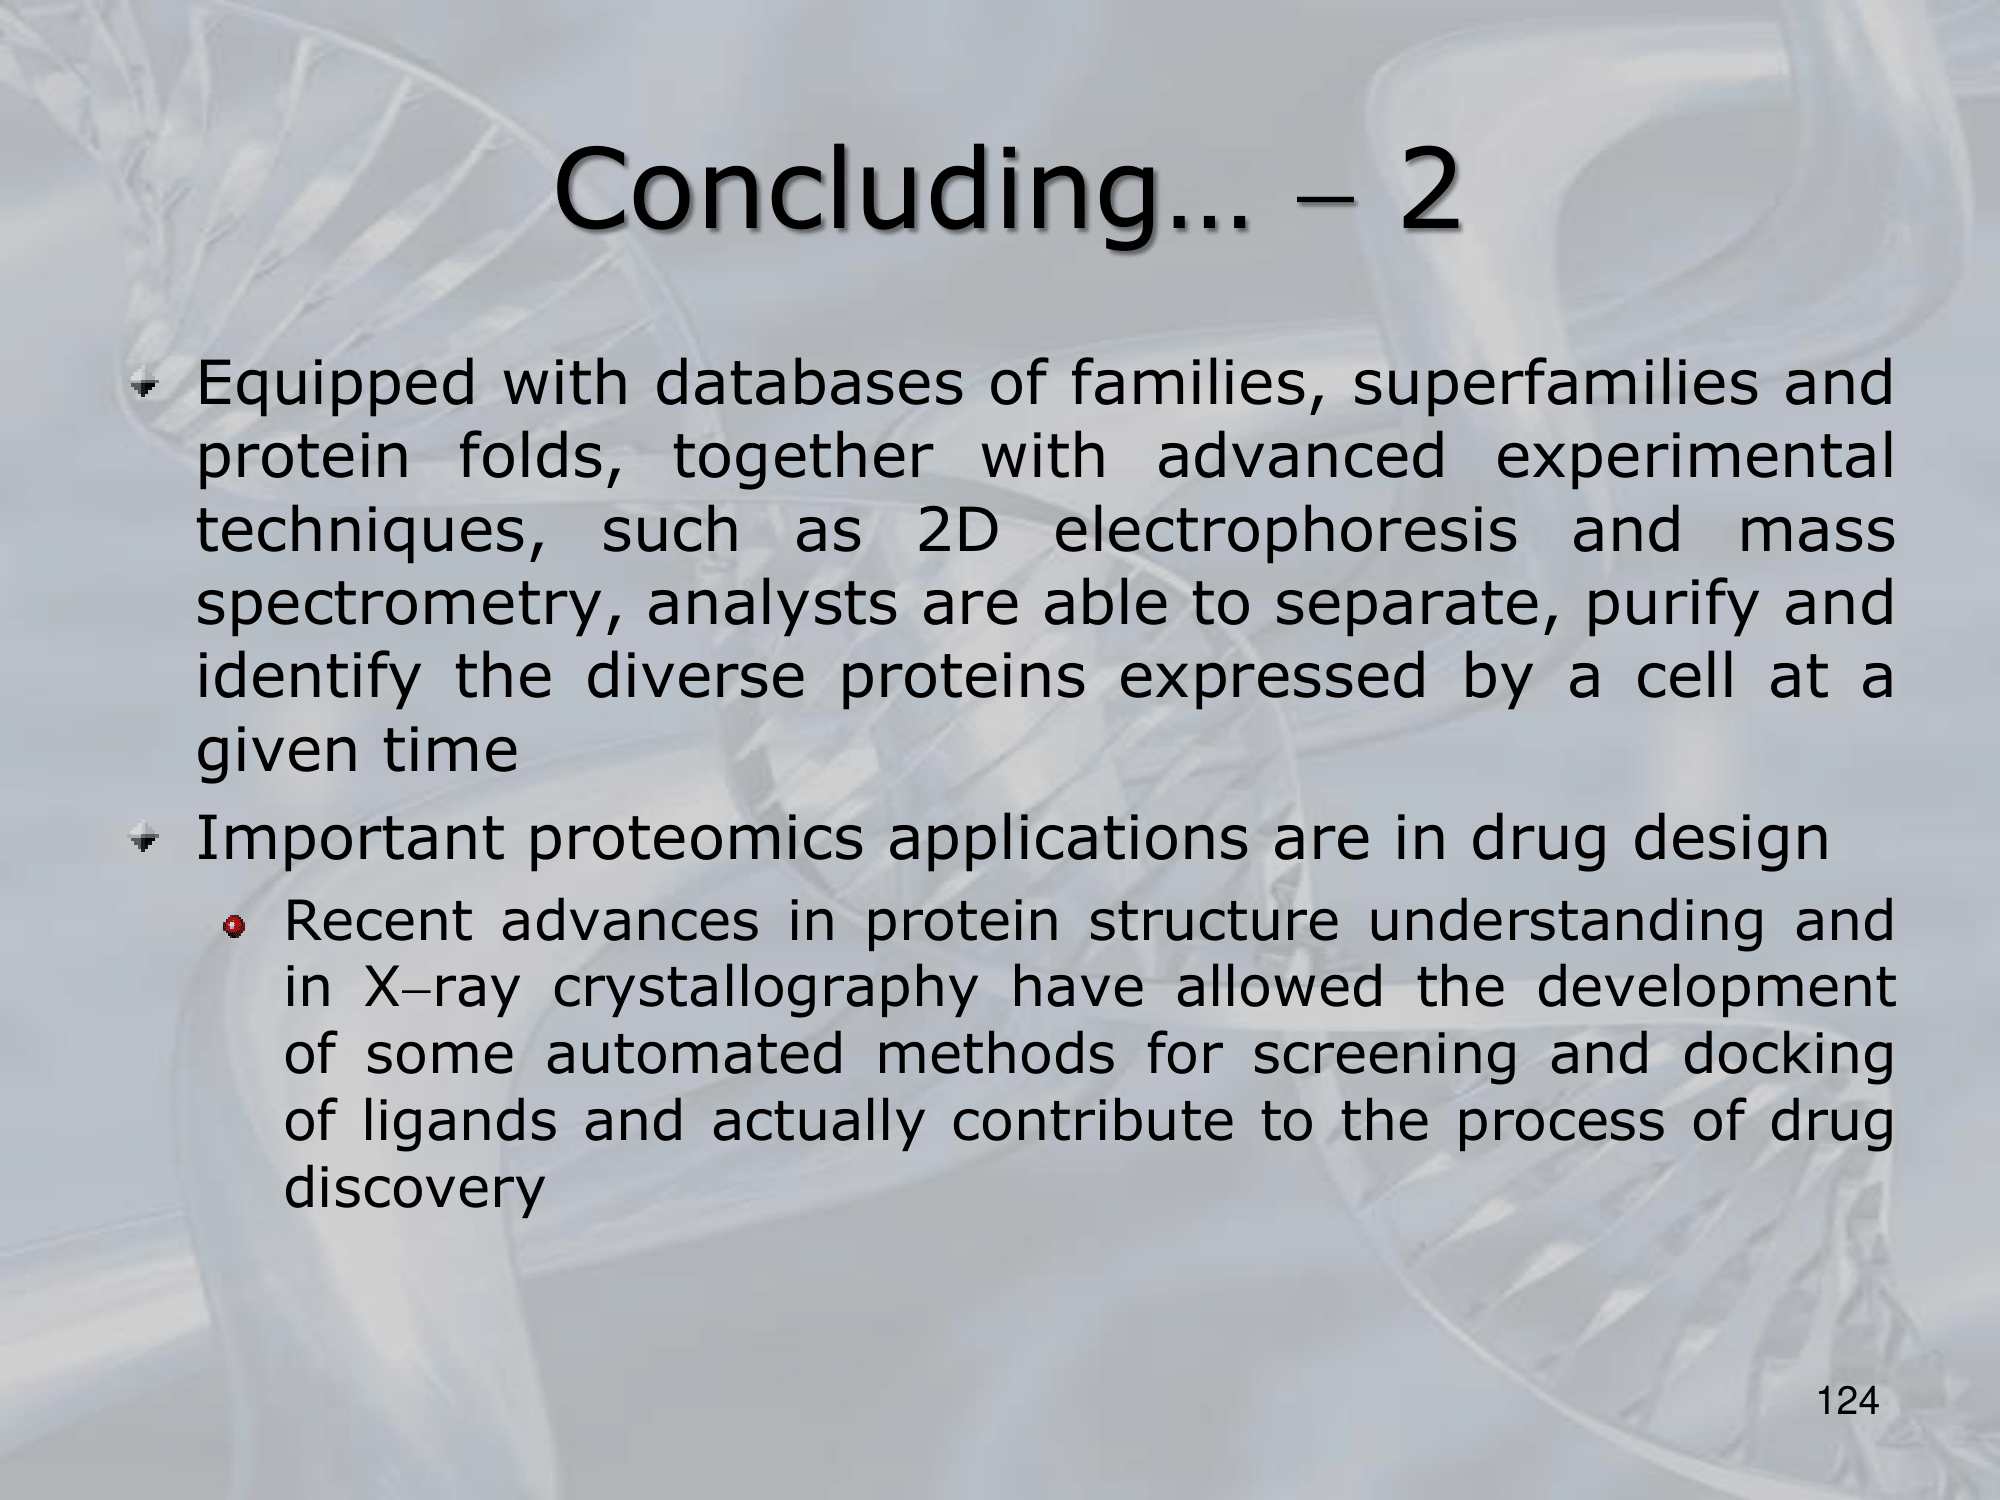 Concluding… – 2
Equipped with databases of families, superfamilies and
protein folds, together with advanced experimental
techniques, such as 2D electrophoresis and mass
spectrometry, analysts are able to separate, purify and
identify the diverse proteins expressed by a cell at a
given time
Important proteomics applications are in drug design
Recent advances in protein structure understanding and
in X–ray crystallography have allowed the development
of some automated methods for screening and docking
of ligands and actually contribute to the process of drug
discovery
124